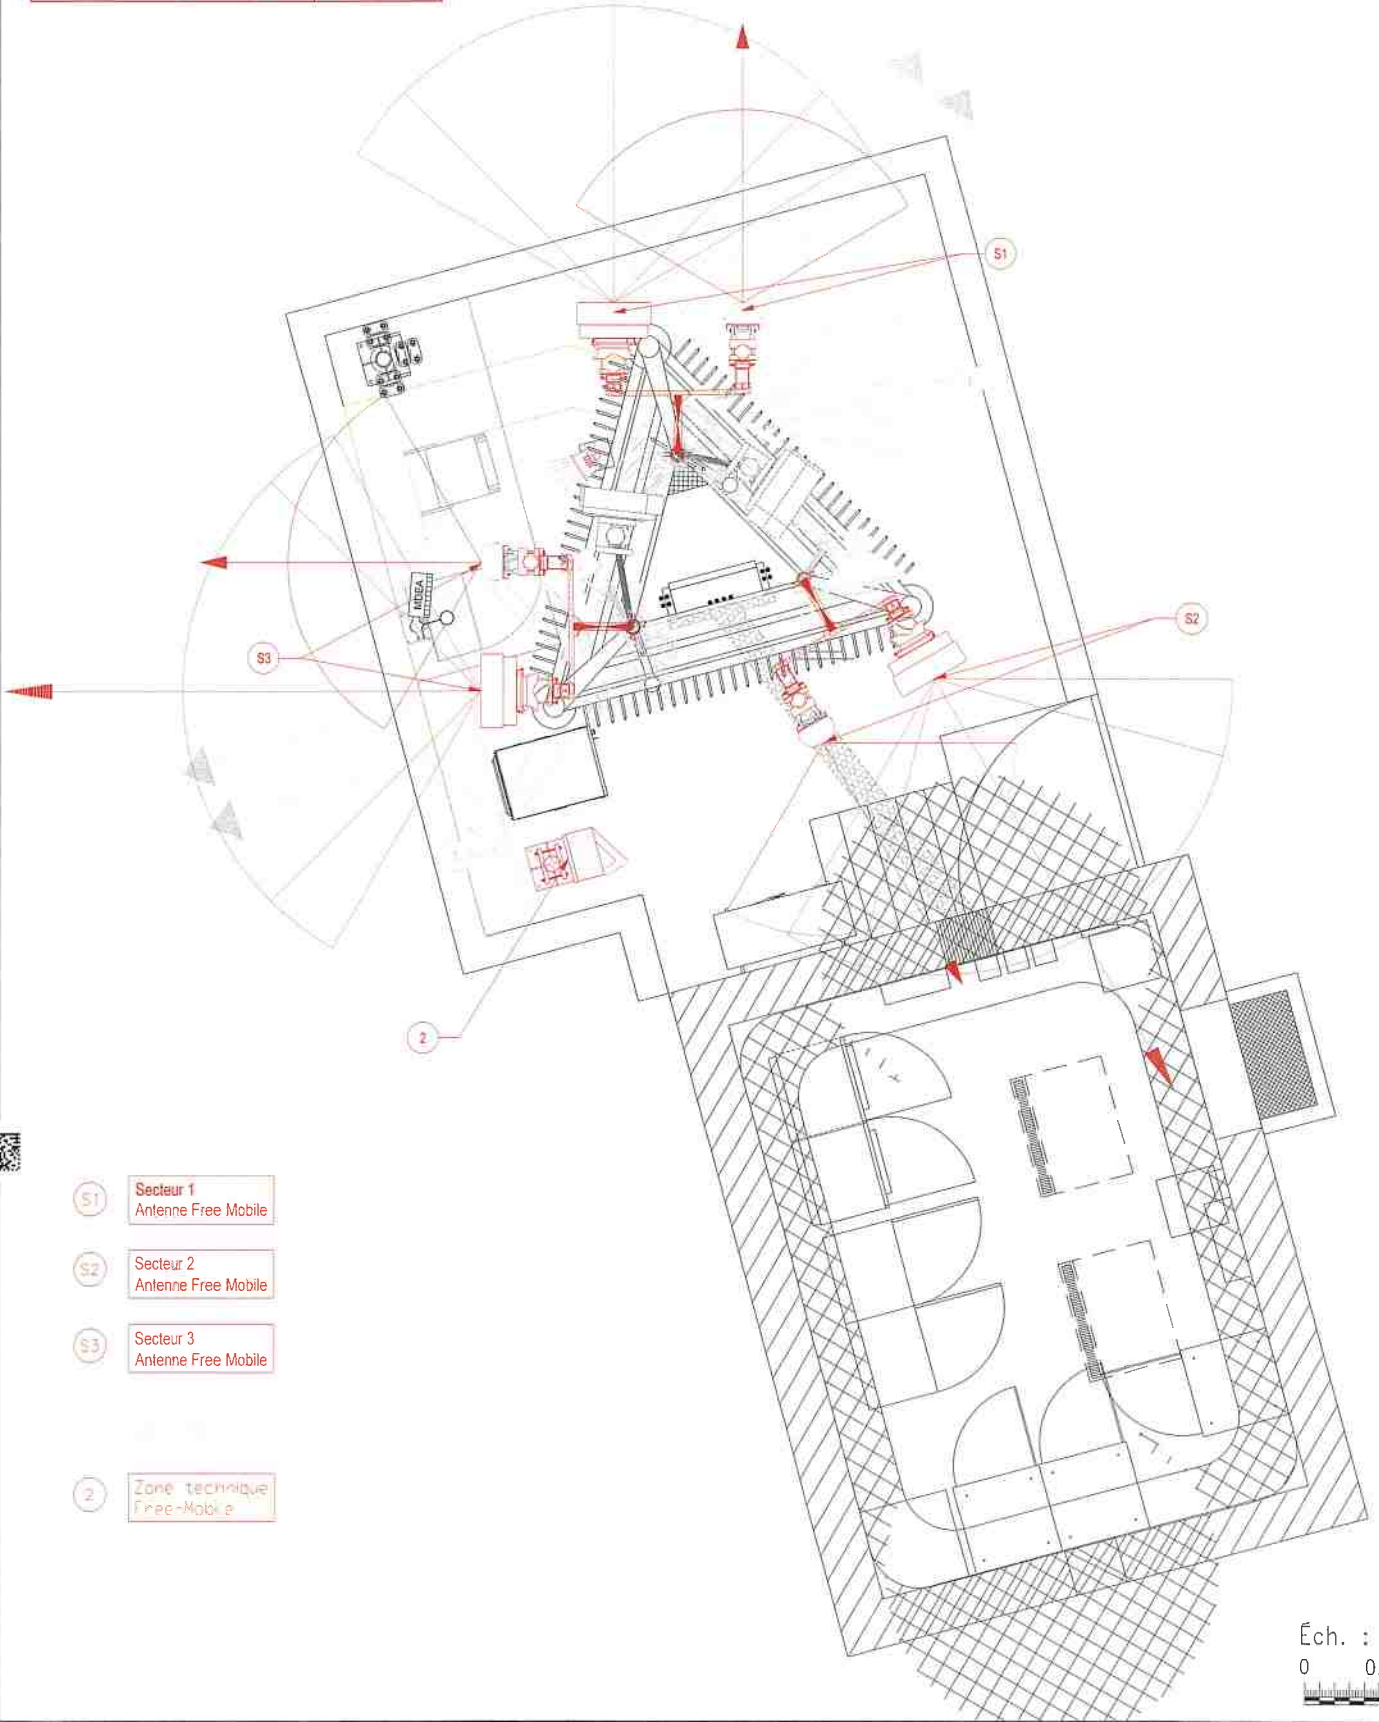 S1
MDEA
S3
S2
2
S1
Secteur 1
Antenne Free Mobile
S2
Secteur 2
Antenne Free Mobile
S3
Secteur 3
Antenne Free Mobile
2
Zone technique
Free-Mobile
Éch. :
0